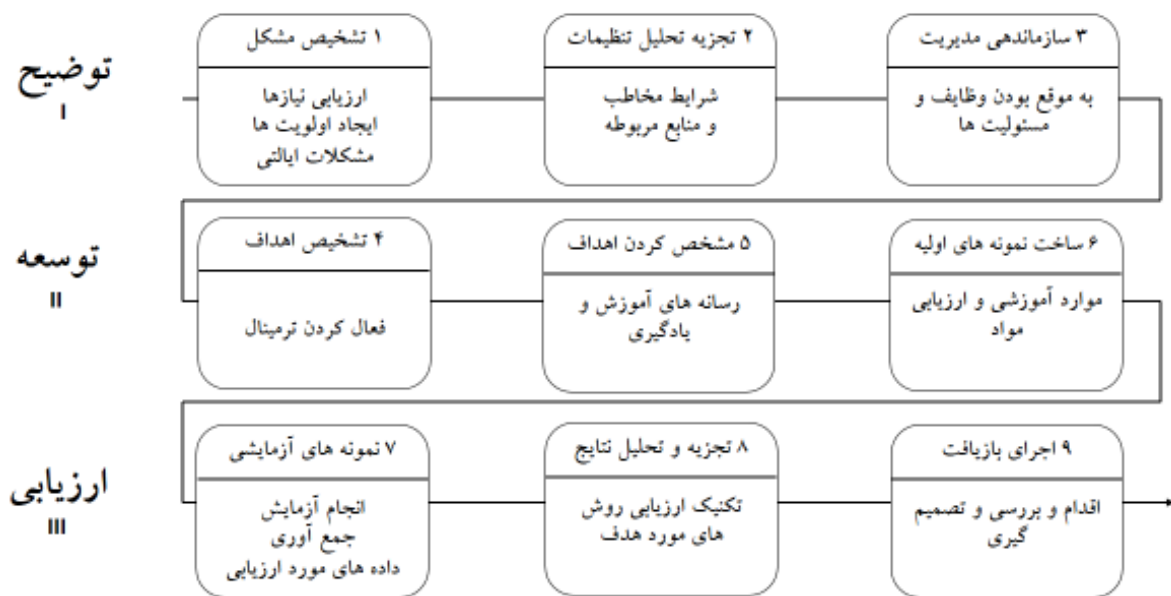 توضیح
I
۱ تشخیص مشکل
ارزیابی نیازها
ایجاد اولویت ها
مشکلات ایالتی
۲ تجزیه تحلیل تنظیمات
شرایط مخاطب
و منابع مربوطه
۳ سازماندهی مدیریت
به موقع بودن وظایف و
مسئولیت ها
توسعه
II
۴ تشخیص اهداف
فعال کردن ترمینال
۵ مشخص کردن اهداف
رسانه های آموزش و
یادگیری
۶ ساخت نمونه های اولیه
موارد آموزشی و ارزیابی
مواد
ارزیابی
III
۷ نمونه های آزمایشی
انجام آزمایش
جمع آوری
داده های مورد ارزیابی
۸ تجزیه و تحلیل نتایج
تکنیک ارزیابی روش
های مورد هدف
۹ اجرای بازیافت
اقدام و بررسی و تصمیم
گیری